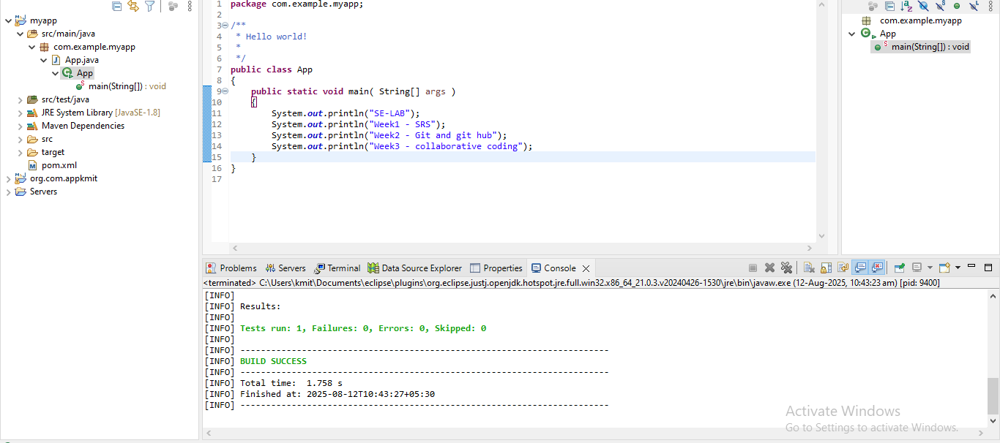 myapp
src/main/java
com.example.myapp
App.java
App
main(String[]) : void
src/test/java
JRE System Library [JavaSE-1.8]
Maven Dependencies
src
target
pom.xml
org.com.appkmit
Servers
1 package com.example.myapp;
2
3 /**
4  * Hello world!
5  *
6  */
7 public class App
8 {
9     public static void main( String[] args )
10     {
11         System.out.println("SE-LAB");
12         System.out.println("Week1 - SRS");
13         System.out.println("Week2 - Git and git hub");
14         System.out.println("Week3 - collaborative coding");
15     }
16 }
17
com.example.myapp
App
main(String[]) : void
Problems Servers Terminal Data Source Explorer Properties Console
<terminated> C:\Users\kmit\Documents\eclipse\plugins\org.eclipse.justj.openjdk.hotspot.jre.full.win32.x86_64_21.0.3.v20240426-1530\jre\bin\javaw.exe (12-Aug-2025, 10:43:23 am) [pid: 9400]
[INFO]
[INFO] Results:
[INFO]
[INFO] Tests run: 1, Failures: 0, Errors: 0, Skipped: 0
[INFO]
[INFO] ------------------------------------------------------------------------
[INFO] BUILD SUCCESS
[INFO] ------------------------------------------------------------------------
[INFO] Total time:  1.758 s
[INFO] Finished at: 2025-08-12T10:43:27+05:30
[INFO] ------------------------------------------------------------------------
Activate Windows
Go to Settings to activate Windows.